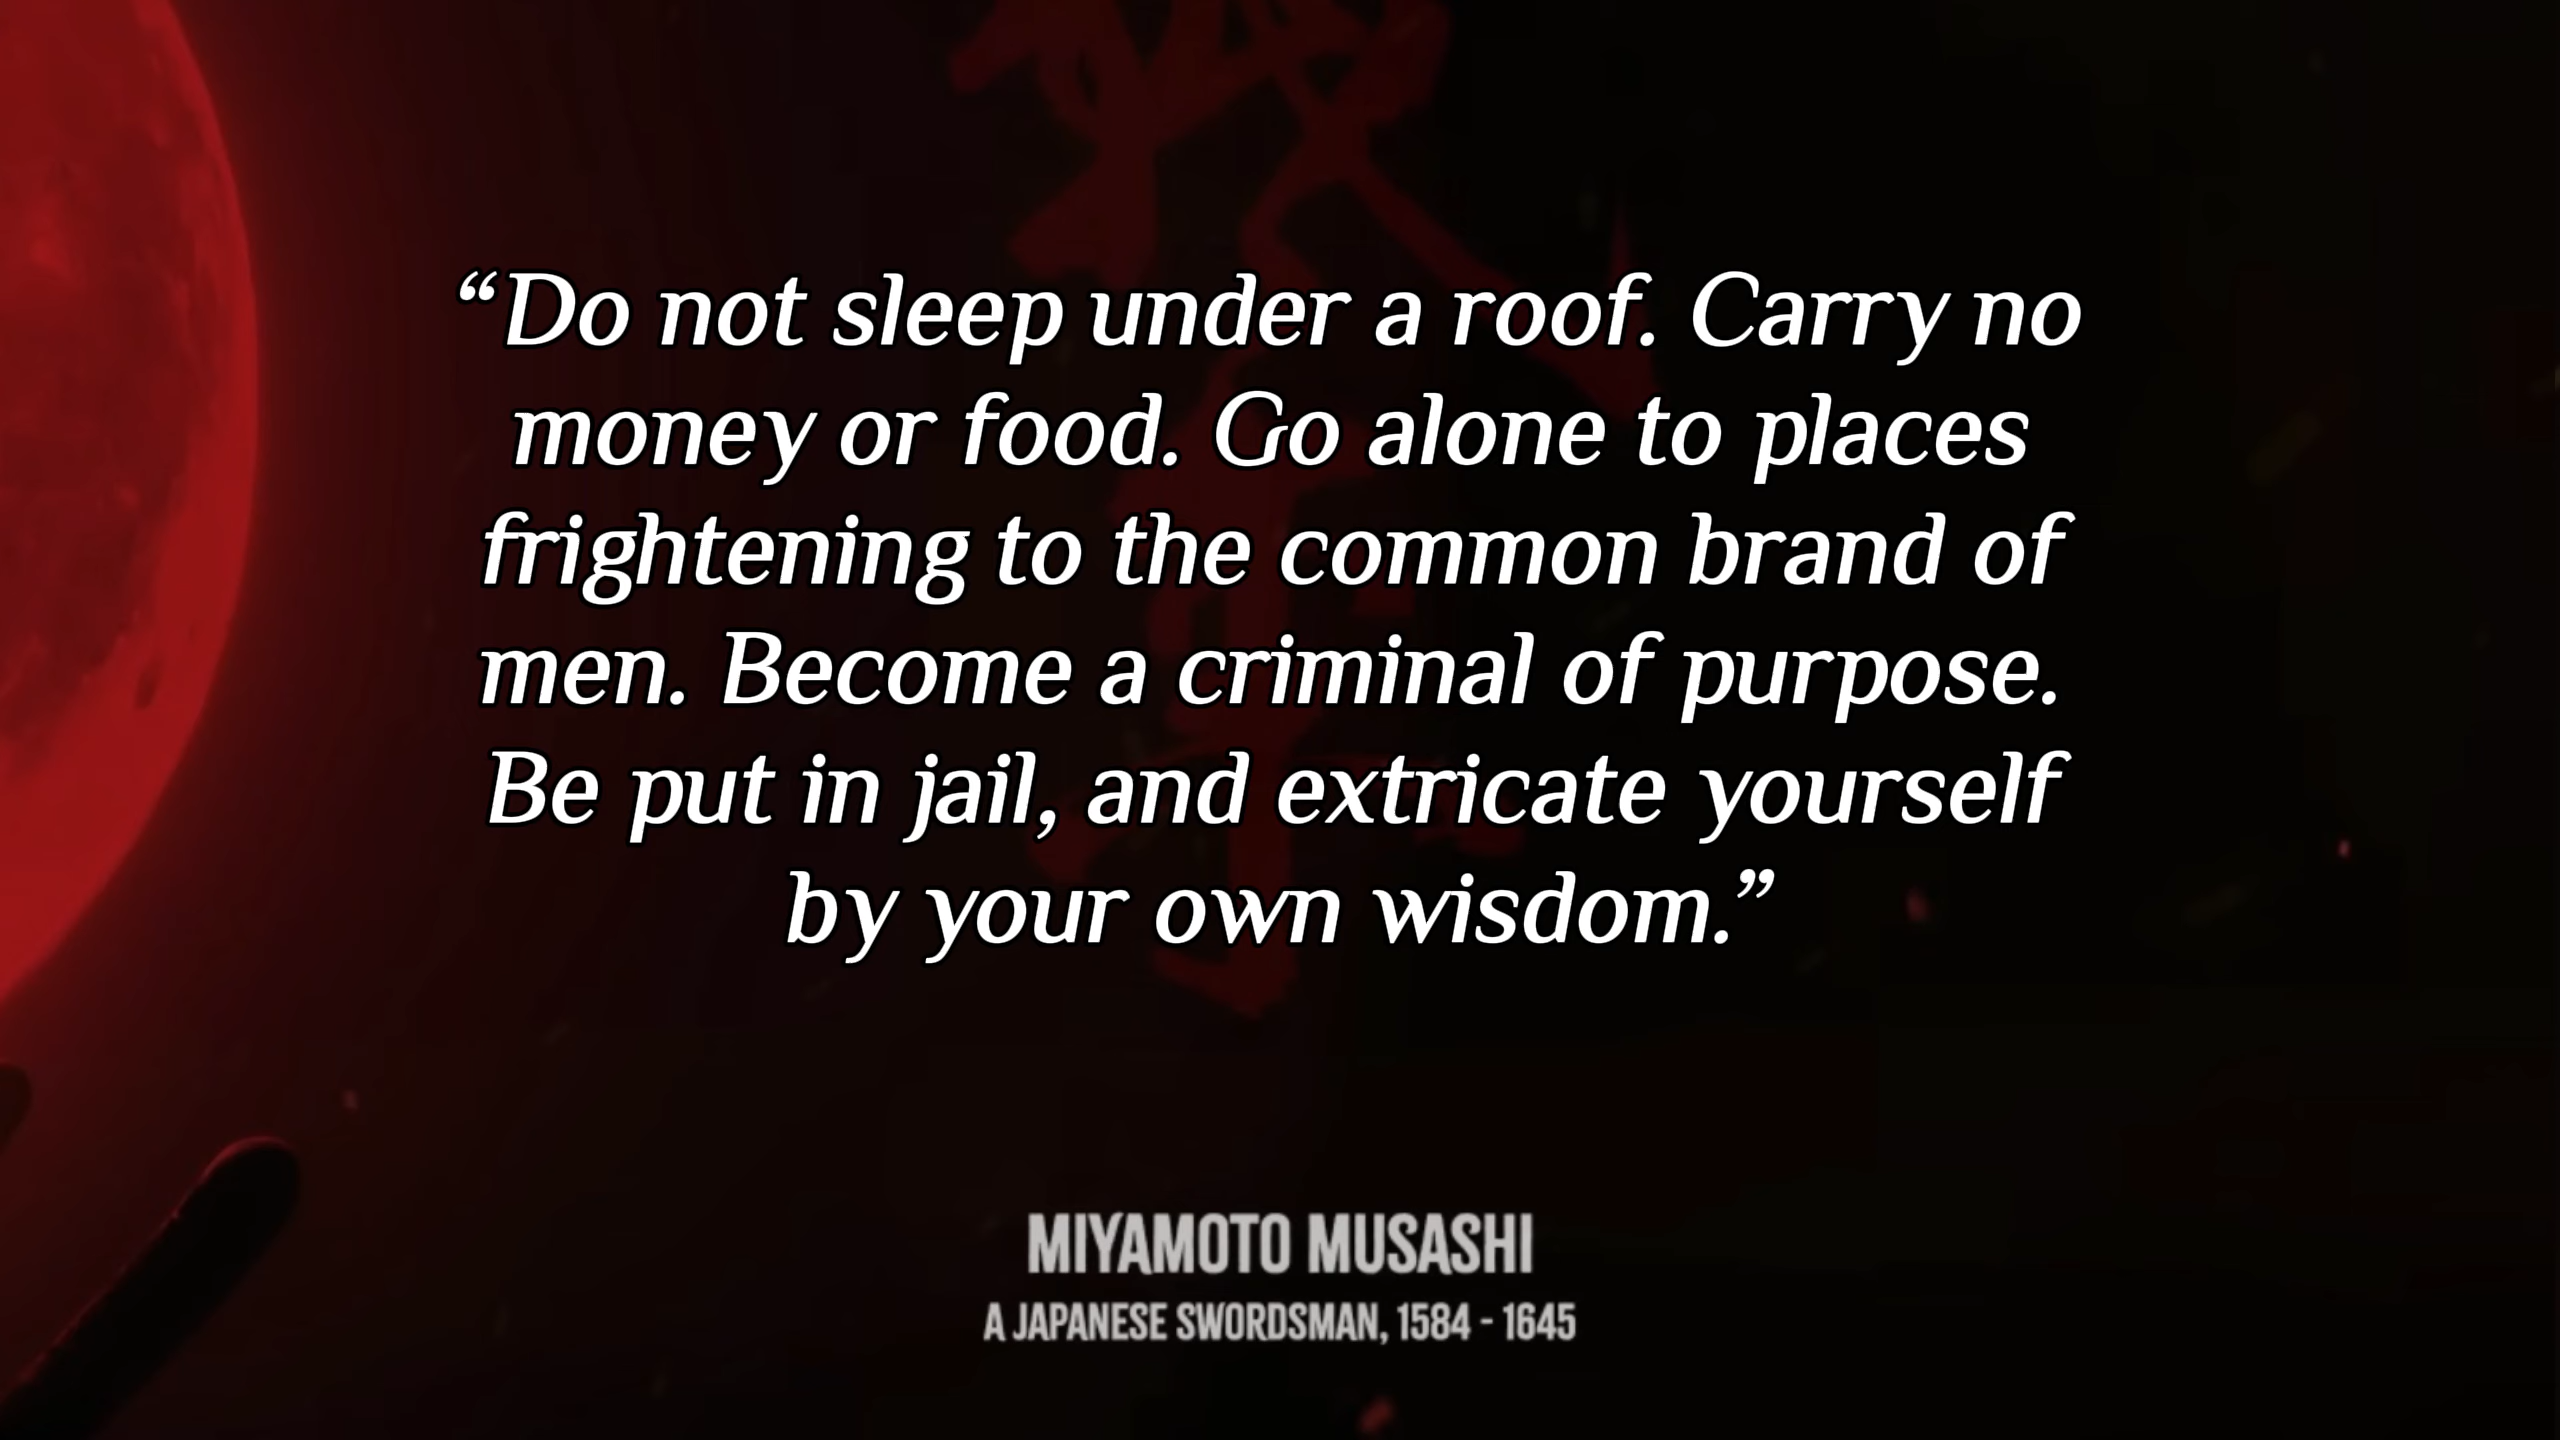 “Do not sleep under a roof. Carry no
money or food. Go alone to places
frightening to the common brand of
men. Become a criminal of purpose.
Be put in jail, and extricate yourself
by your own wisdom.”
MIYAMOTO MUSASHI
A JAPANESE SWORDSMAN, 1584 - 1645